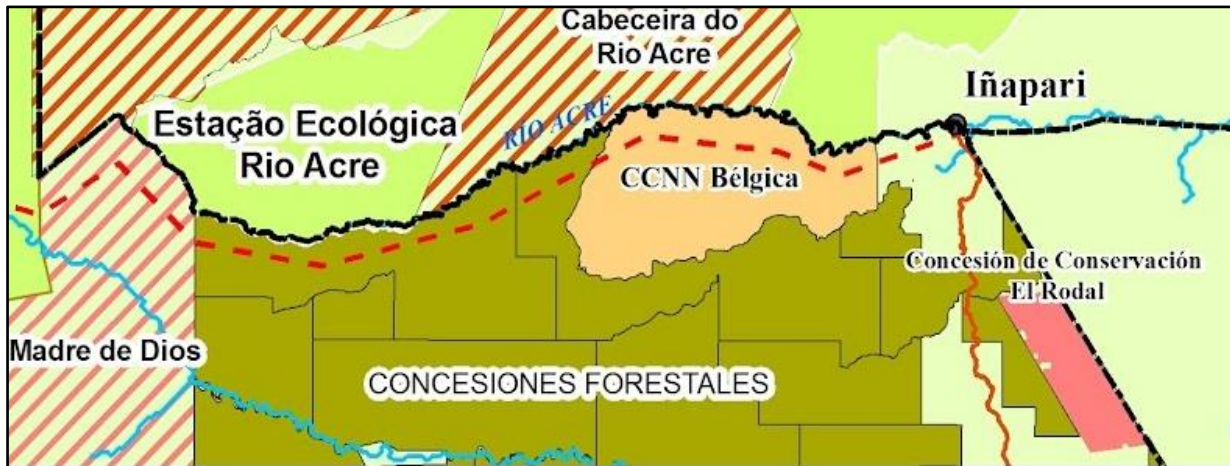 Cabeceira do
Rio Acre
Iñapari
Estação Ecológica
Rio Acre
RIO ACRE
CCNN Bélgica
Concesión de Conservación
El Rodal
Madre de Dios
CONCESIONES FORESTALES